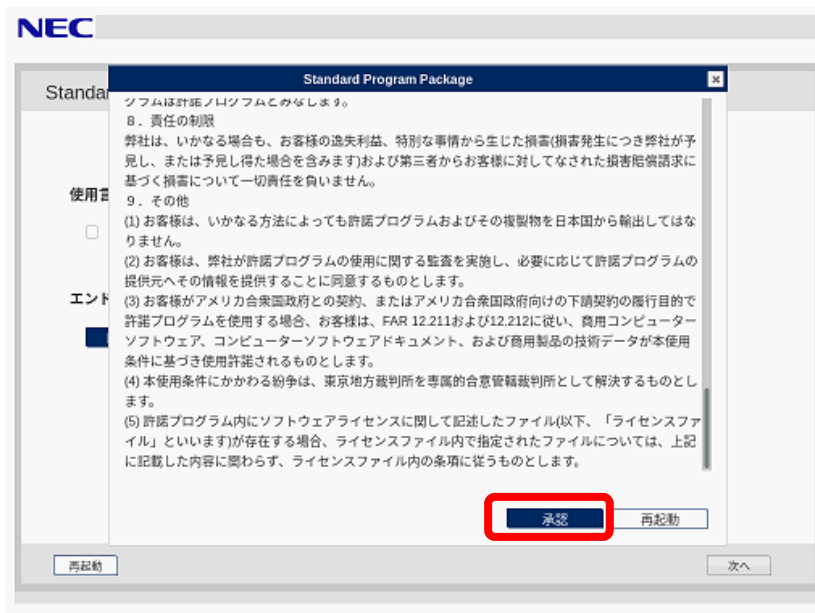 NEC
Standard Program Package
Standar
グラムは許諾プログラムとみなします。
8．責任の制限
弊社は、いかなる場合も、お客様の逸失利益、特別な事情から生じた損害(損害発生につき弊社が予
見し、または予見し得た場合を含みます)および第三者からお客様に対してなされた損害賠償請求に
基づく損害について一切責任を負いません。
使用言
9．その他
(1) お客様は、いかなる方法によっても許諾プログラムおよびその複製物を日本国から輸出してはな
りません。
(2) お客様は、弊社が許諾プログラムの使用に関する監査を実施し、必要に応じて許諾プログラムの
提供元へその情報を提供することに同意するものとします。
エント
(3) お客様がアメリカ合衆国政府との契約、またはアメリカ合衆国政府向けの下請契約の履行目的で
許諾プログラムを使用する場合、お客様は、FAR 12.211および12.212に従い、商用コンピューター
ソフトウェア、コンピューターソフトウェアドキュメント、および商用製品の技術データが本使用
条件に基づき使用許諾されるものとします。
(4) 本使用条件にかかわる紛争は、東京地方裁判所を専属的合意管轄裁判所として解決するものとし
ます。
(5) 許諾プログラム内にソフトウェアライセンスに関して記述したファイル(以下、「ライセンスファ
イル」といいます)が存在する場合、ライセンスファイル内で指定されたファイルについては、上記
に記載した内容に関わらず、ライセンスファイル内の条項に従うものとします。
承認
再起動
再起動
次へ